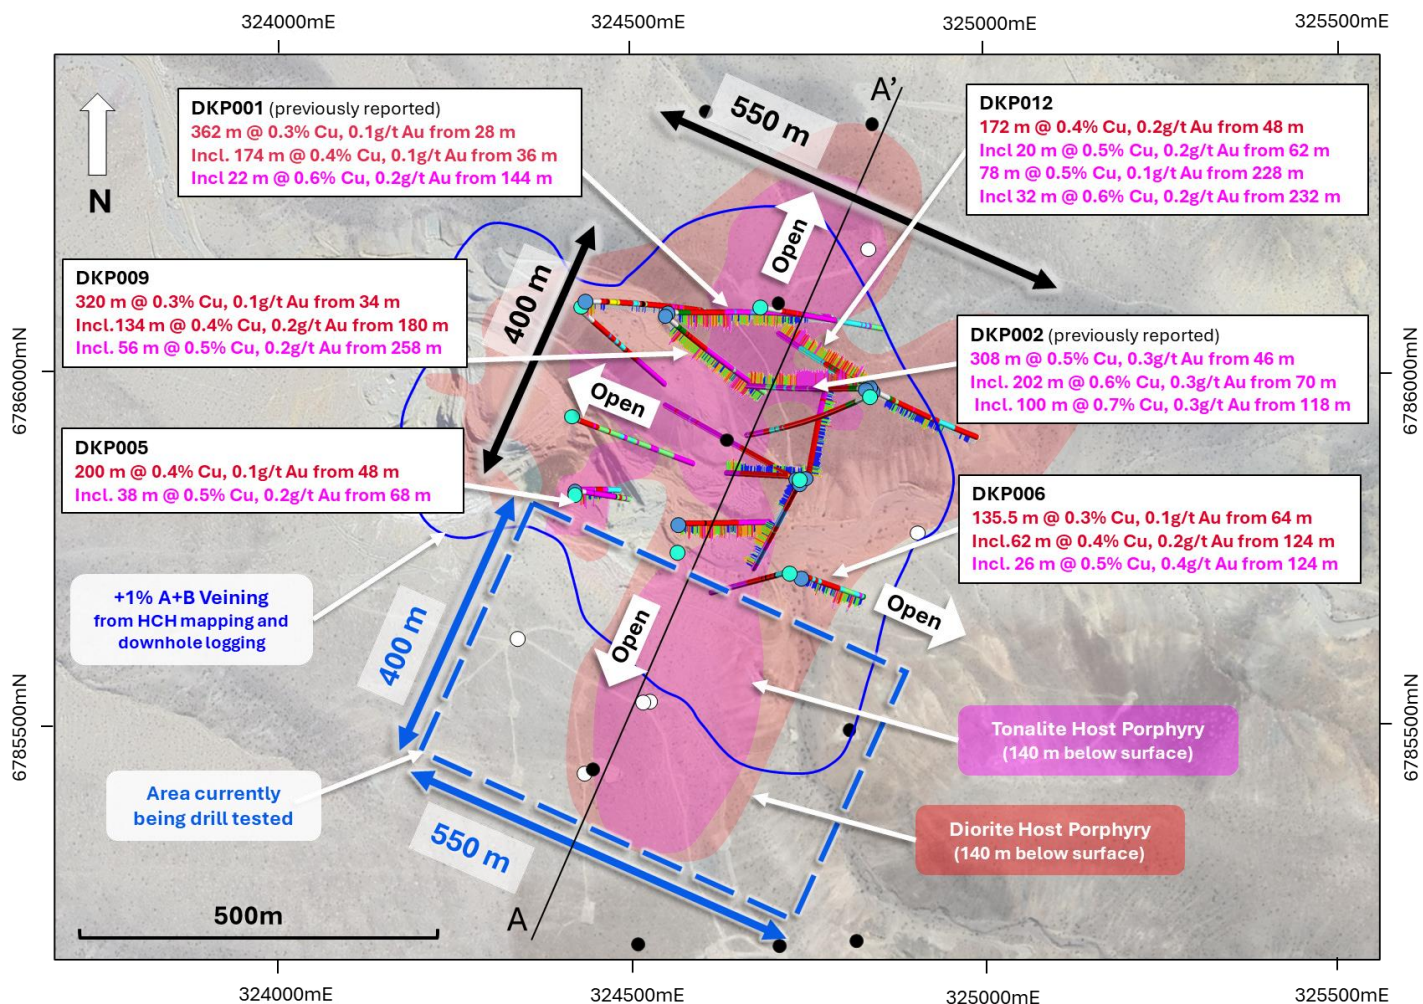 324000mE
324500mE
325000mE
325500mE
N
DKP001 (previously reported)
362 m @ 0.3% Cu, 0.1g/t Au from 28 m
Incl. 174 m @ 0.4% Cu, 0.1g/t Au from 36 m
Incl 22 m @ 0.6% Cu, 0.2g/t Au from 144 m
550 m
A’
DKP012
172 m @ 0.4% Cu, 0.2g/t Au from 48 m
Incl 20 m @ 0.5% Cu, 0.2g/t Au from 62 m
78 m @ 0.5% Cu, 0.1g/t Au from 228 m
Incl 32 m @ 0.6% Cu, 0.2g/t Au from 232 m
Open
400 m
DKP009
320 m @ 0.3% Cu, 0.1g/t Au from 34 m
Incl.134 m @ 0.4% Cu, 0.2g/t Au from 180 m
Incl. 56 m @ 0.5% Cu, 0.2g/t Au from 258 m
DKP002 (previously reported)
308 m @ 0.5% Cu, 0.3g/t Au from 46 m
Incl. 202 m @ 0.6% Cu, 0.3g/t Au from 70 m
Incl. 100 m @ 0.7% Cu, 0.3g/t Au from 118 m
6786000mN
6786000mN
Open
DKP005
200 m @ 0.4% Cu, 0.1g/t Au from 48 m
Incl. 38 m @ 0.5% Cu, 0.2g/t Au from 68 m
DKP006
135.5 m @ 0.3% Cu, 0.1g/t Au from 64 m
Incl.62 m @ 0.4% Cu, 0.2g/t Au from 124 m
Incl. 26 m @ 0.5% Cu, 0.4g/t Au from 124 m
+1% A+B Veining
from HCH mapping and
downhole logging
400 m
Open
Open
6785500mN
6785500mN
Tonalite Host Porphyry
(140 m below surface)
Area currently
being drill tested
550 m
Diorite Host Porphyry
(140 m below surface)
A
500m
324000mE
324500mE
325000mE
325500mE